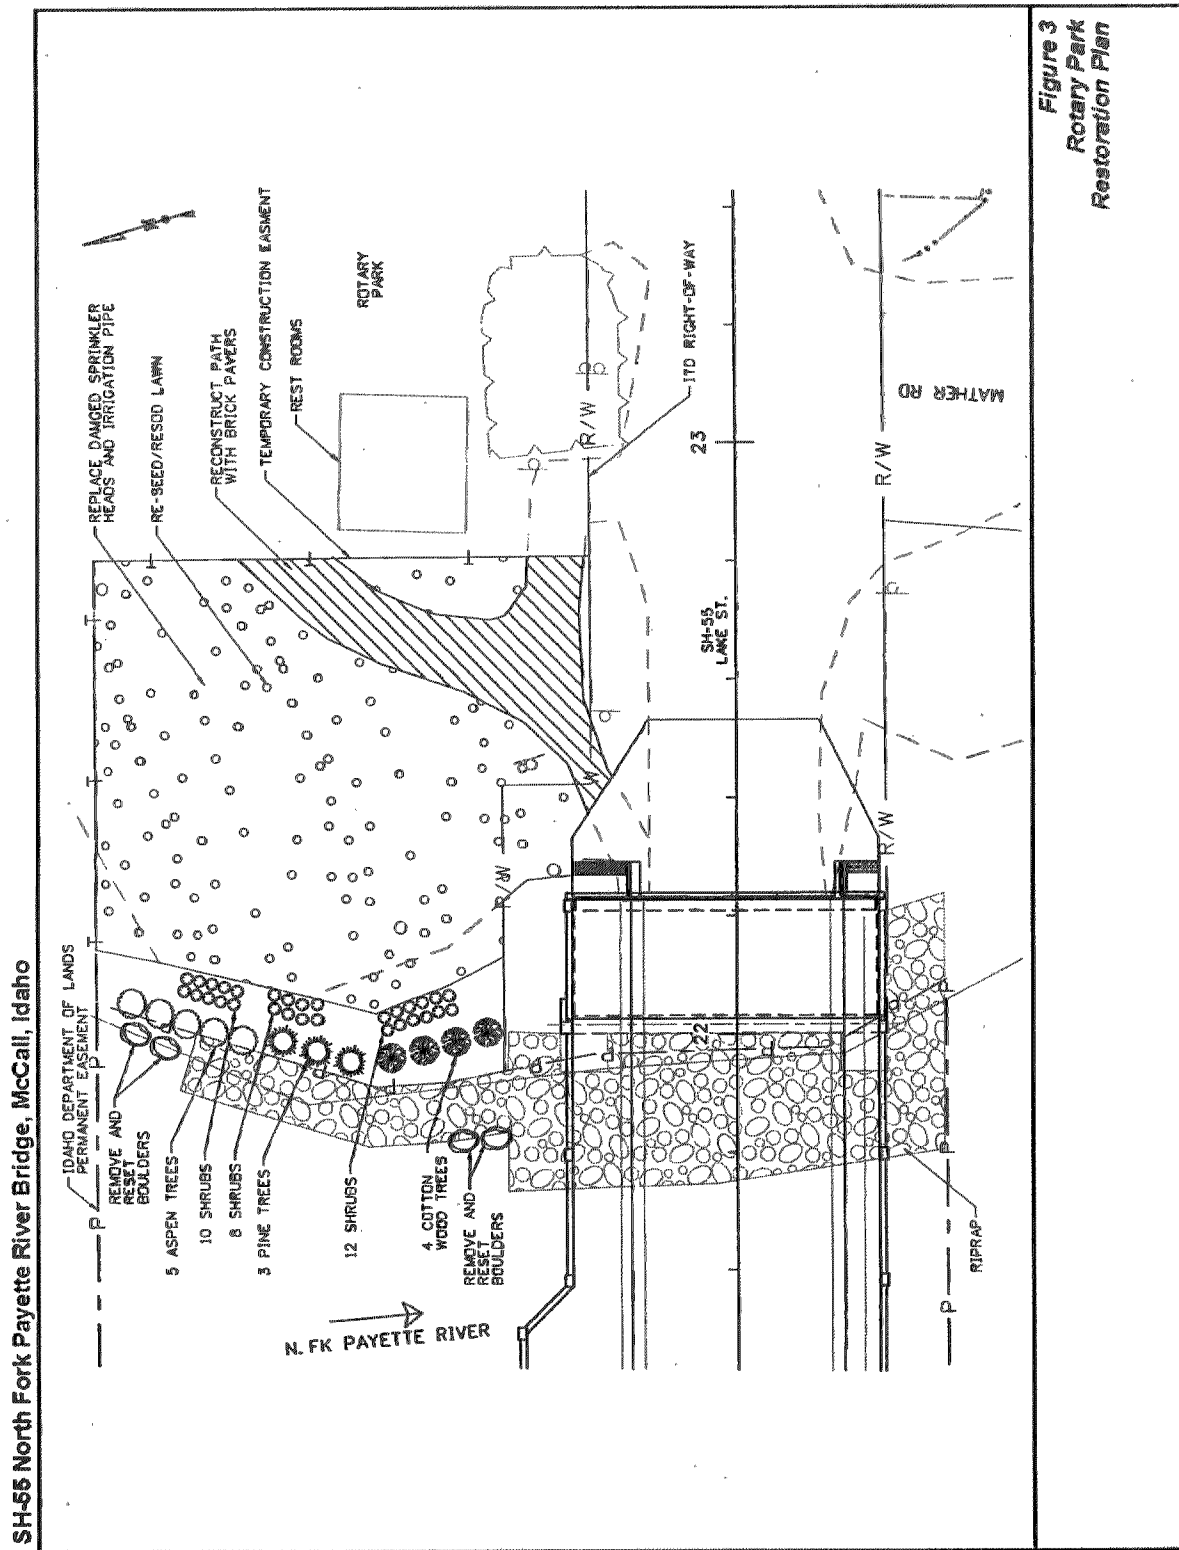 SH-55 North Fork Payette River Bridge, McCall, Idaho
REPLACE DAMGED SPRINKLER
HEADS AND IRRIGATION PIPE
RE-SEED/RESOD LAWN
RECONSTRUCT PATH
WITH BRICK PAVERS
TEMPORARY CONSTRUCTION EASMENT
REST ROOMS
ROTARY
PARK
IDAHO DEPARTMENT OF LANDS
PERMANENT EASEMENT
REMOVE AND
RESET
BOULDERS
5 ASPEN TREES
10 SHRUBS
8 SHRUBS
3 PINE TREES
12 SHRUBS
4 COTTON
WOOD TREES
REMOVE AND
RESET
BOULDERS
N. FK PAYETTE RIVER
R/W
R/W
ITD RIGHT-OF-WAY
SH-55
LAKE ST.
22
23
R/W
R/W
MATHER RD
RIPRAP
P
P
P
P
P
Figure 3
Rotary Park
Restoration Plan